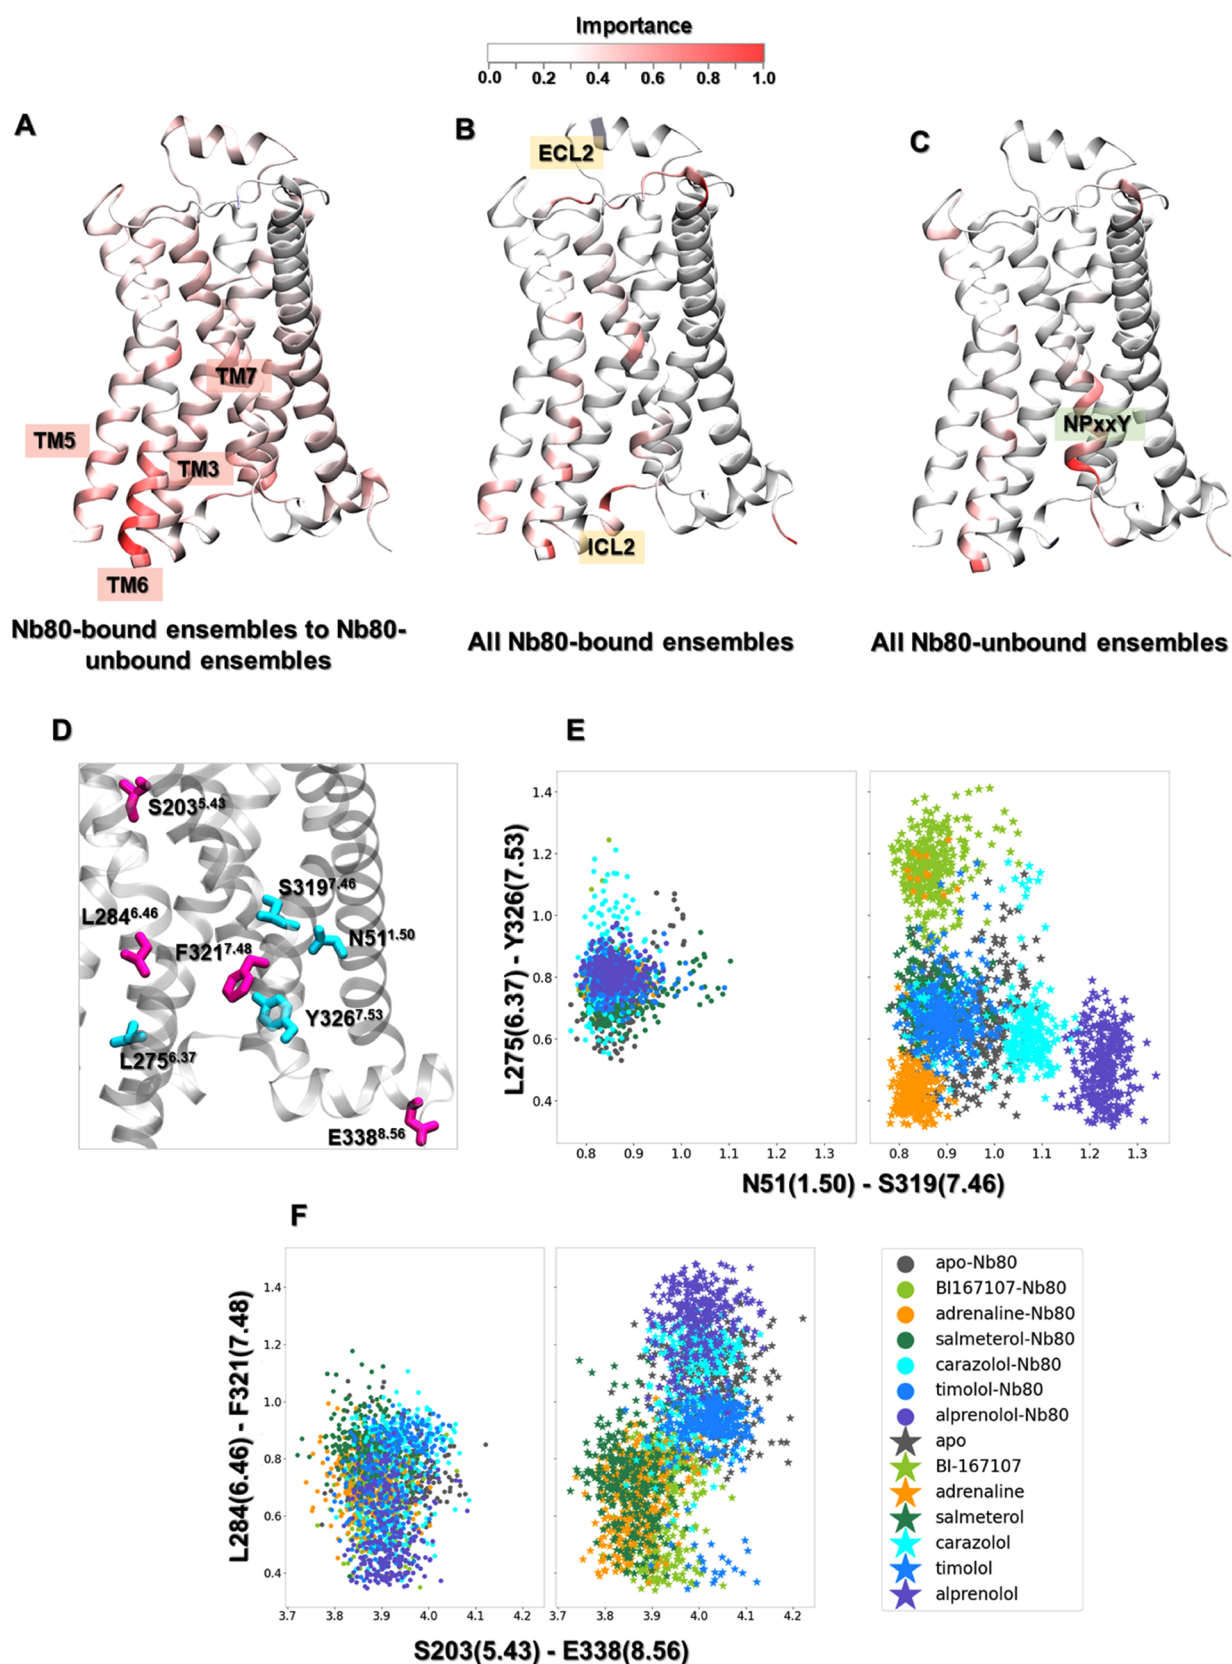 Importance
0.0 0.2 0.4 0.6 0.8 1.0
A
B
C
ECL2
TM7
NPxxY
TM5
TM3
ICL2
TM6
Nb80-bound ensembles to Nb80-
unbound ensembles
All Nb80-bound ensembles
All Nb80-unbound ensembles
D
E
S203^5.43
S319^7.46
L284^6.46
F321^7.48
N51^1.50
Y326^7.53
L275^6.37
E338^8.56
L275(6.37) - Y326(7.53)
1.4
1.2
1.0
0.8
0.6
0.4
0.8 0.9 1.0 1.1 1.2 1.3
0.8 0.9 1.0 1.1 1.2 1.3
N51(1.50) - S319(7.46)
F
L284(6.46) - F321(7.48)
1.4
1.2
1.0
0.8
0.6
0.4
3.7 3.8 3.9 4.0 4.1 4.2
3.7 3.8 3.9 4.0 4.1 4.2
S203(5.43) - E338(8.56)
apo-Nb80
BI167107-Nb80
adrenaline-Nb80
salmeterol-Nb80
carazolol-Nb80
timolol-Nb80
alprenolol-Nb80
apo
BI-167107
adrenaline
salmeterol
carazolol
timolol
alprenolol